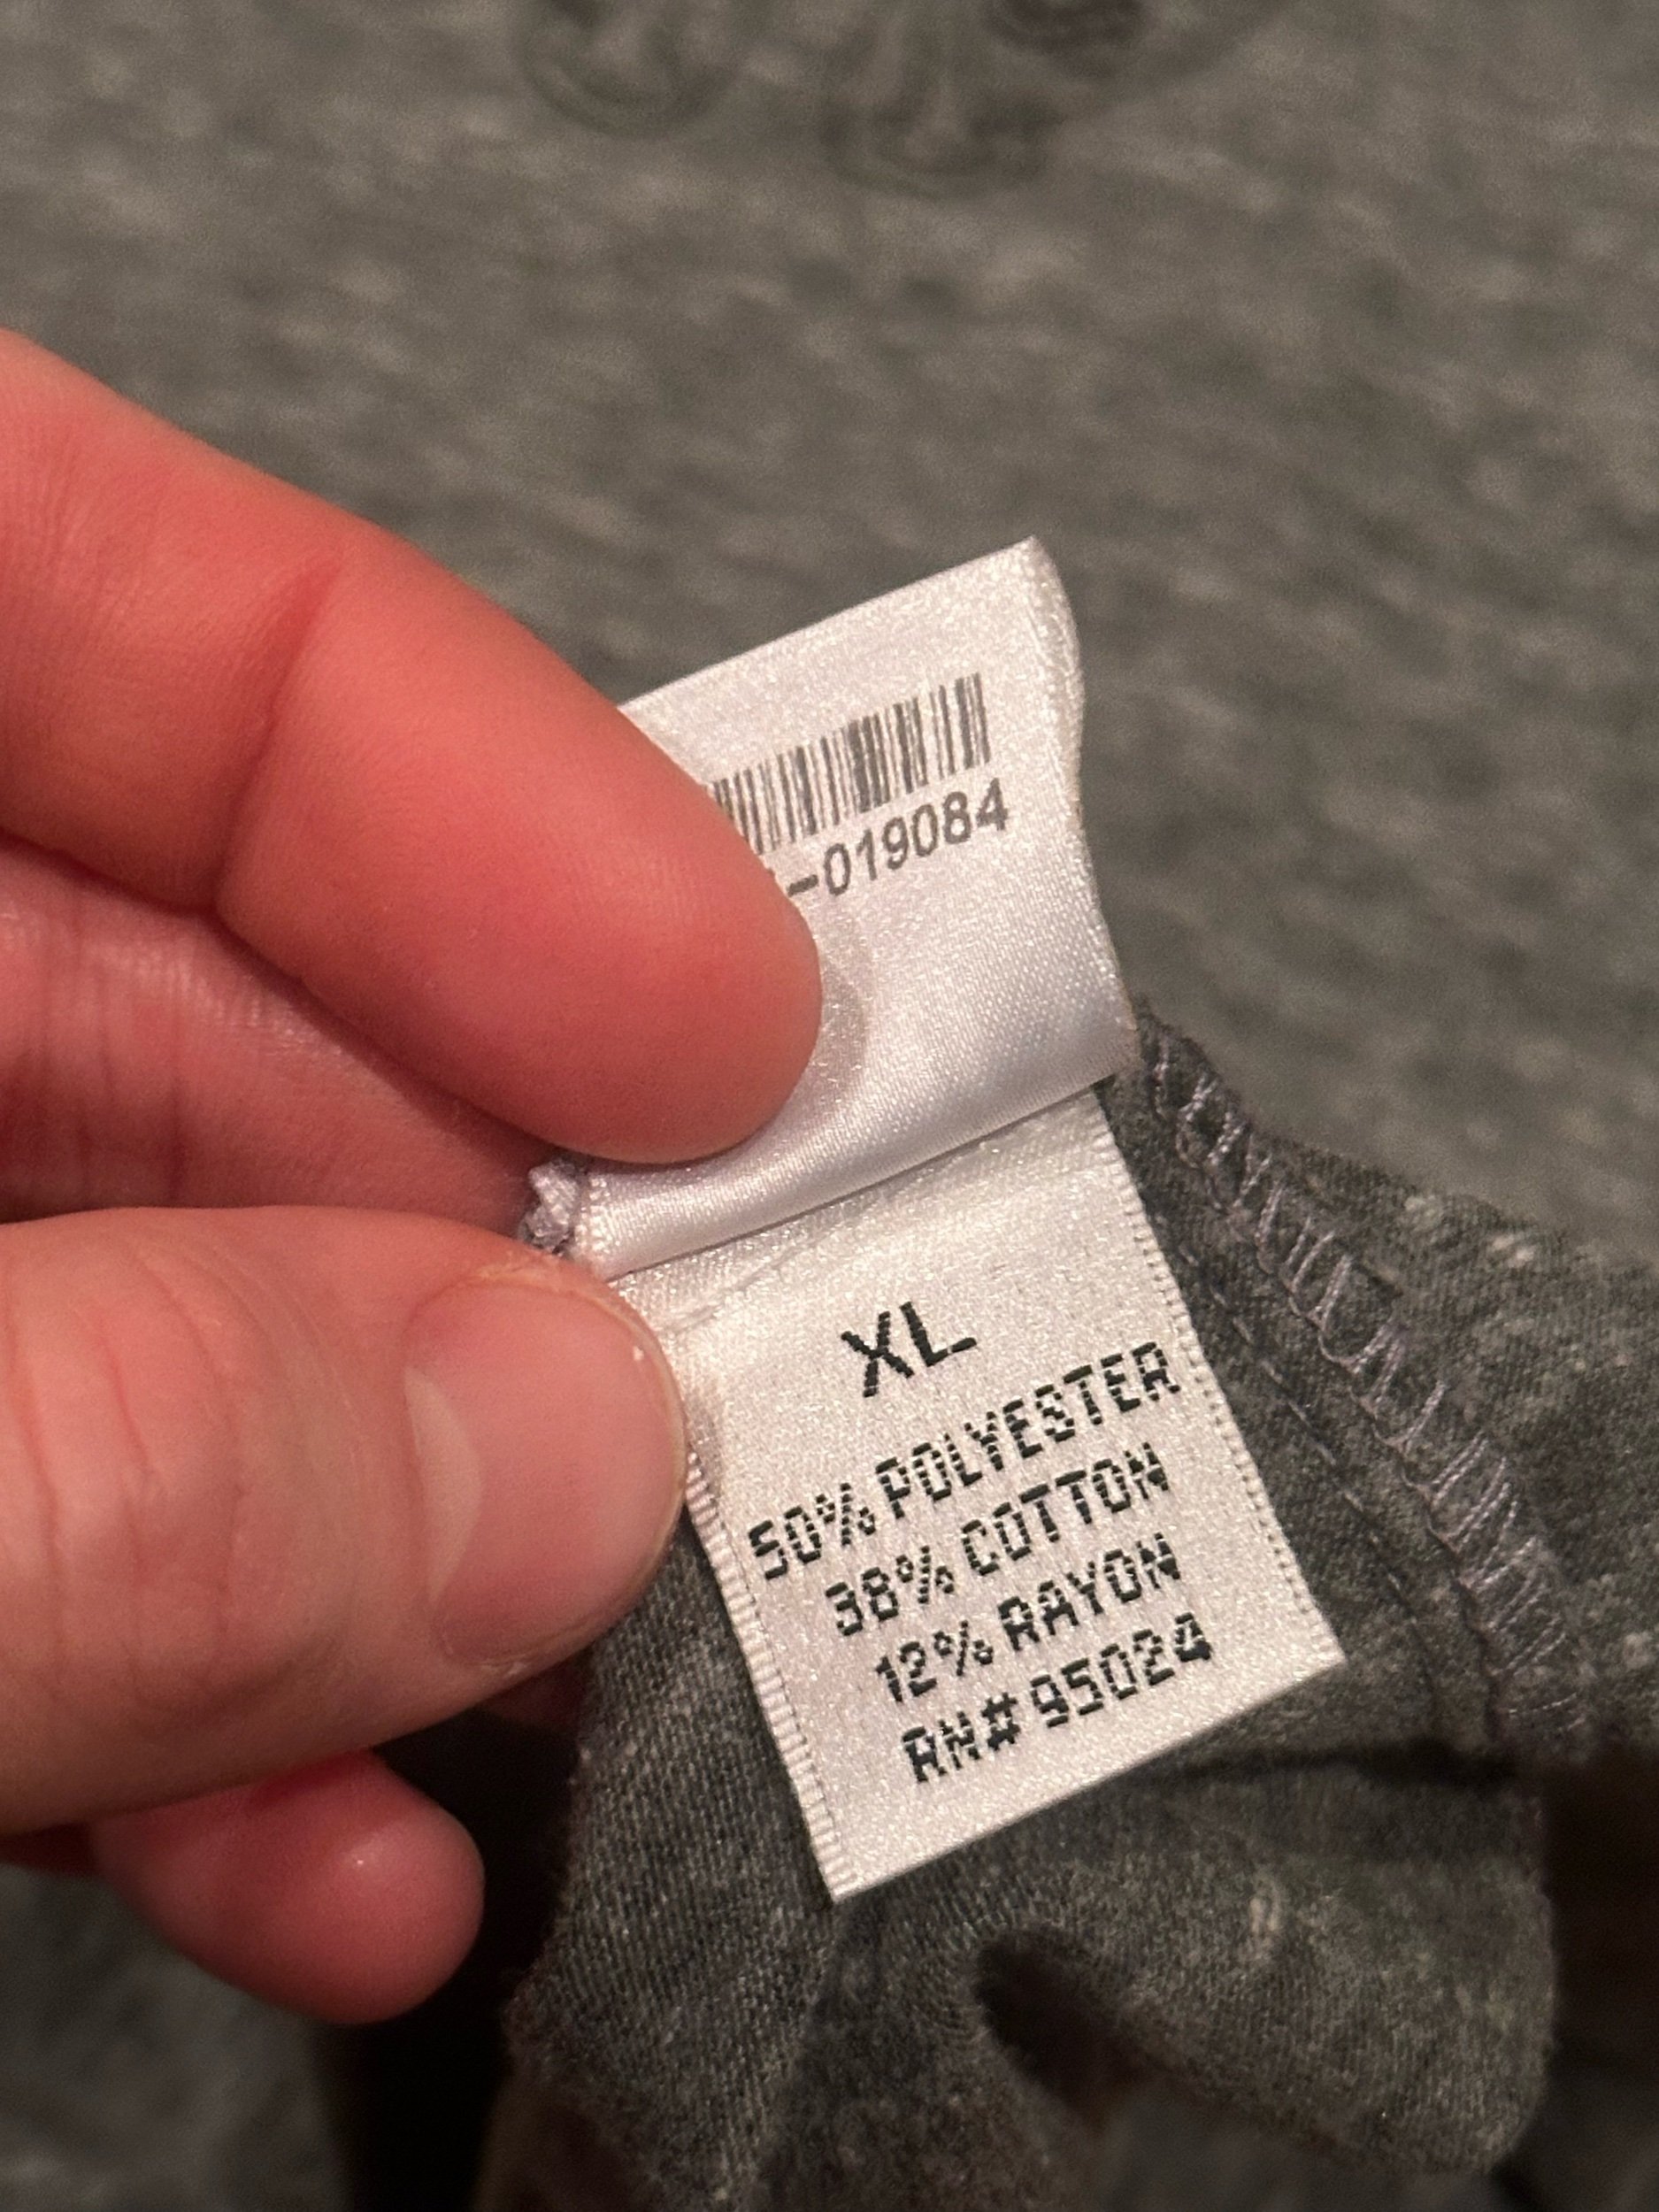 -019084
XL
50% POLYESTER
38% COTTON
12% RAYON
RN# 95024